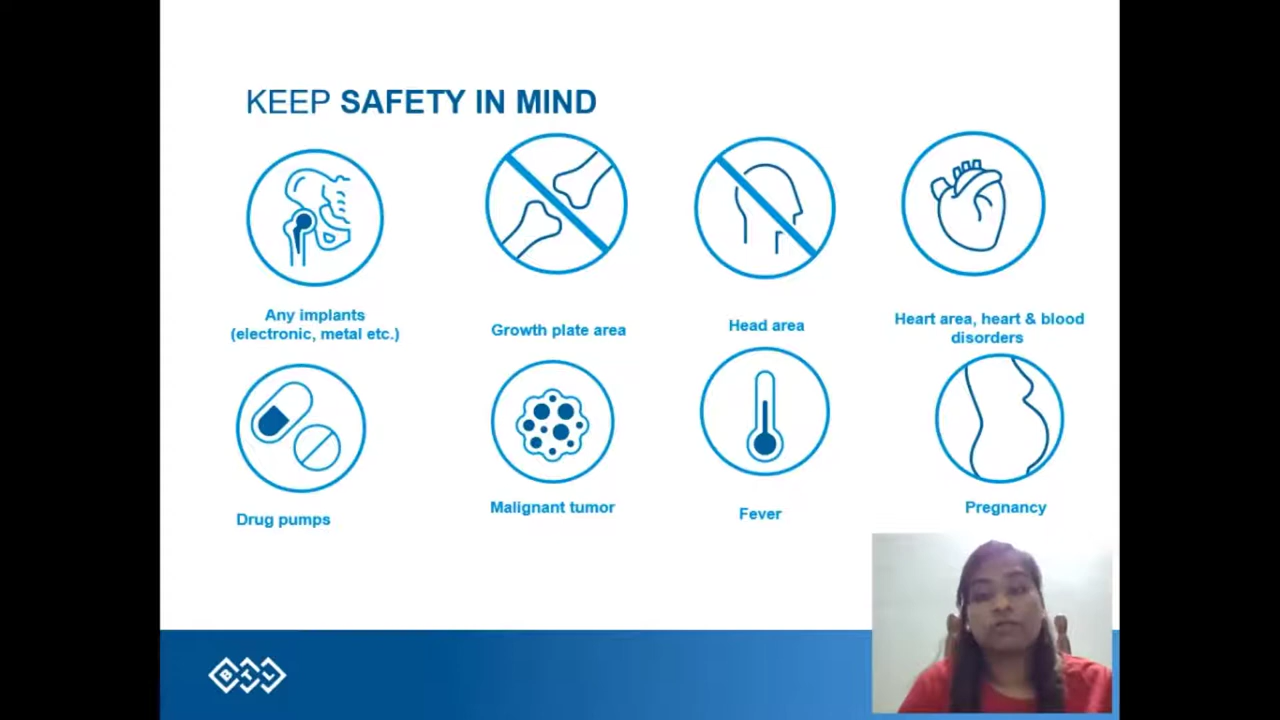 KEEP SAFETY IN MIND
Any implants
(electronic, metal etc.)
Growth plate area
Head area
Heart area, heart & blood
disorders
Drug pumps
Malignant tumor
Fever
Pregnancy
BTL